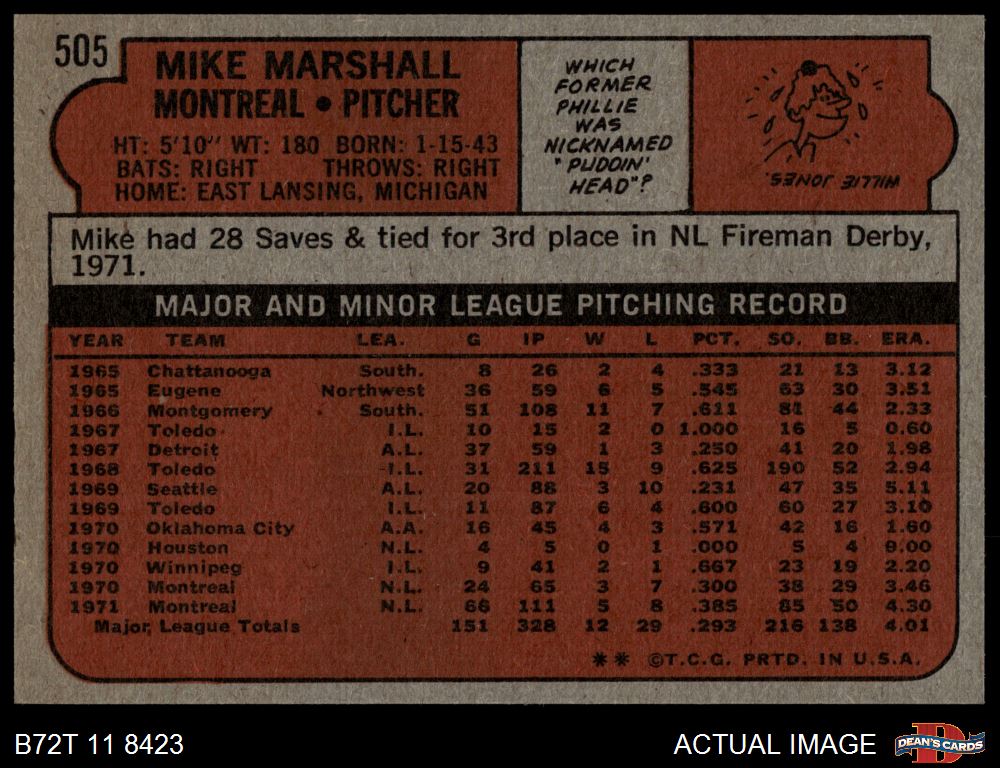 505
MIKE MARSHALL
MONTREAL • PITCHER
HT: 5'10" WT: 180 BORN: 1-15-43
BATS: RIGHT THROWS: RIGHT
HOME: EAST LANSING, MICHIGAN
WHICH
FORMER
PHILLIE
WAS
NICKNAMED
"PUDDIN'
HEAD"?
WILLIE JONES.
Mike had 28 Saves & tied for 3rd place in NL Fireman Derby,
1971.
MAJOR AND MINOR LEAGUE PITCHING RECORD
YEAR TEAM LEA. G IP W L PCT. SO. BB. ERA.
1965 Chattanooga South. 8 26 2 4 .333 21 13 3.12
1965 Eugene Northwest 36 59 6 5 .545 63 30 3.51
1966 Montgomery South. 51 108 11 7 .611 81 44 2.33
1967 Toledo I.L. 10 15 2 0 1.000 16 5 0.60
1967 Detroit A.L. 37 59 1 3 .250 41 20 1.98
1968 Toledo I.L. 31 211 15 9 .625 190 52 2.94
1969 Seattle A.L. 20 88 3 10 .231 47 35 5.11
1969 Toledo I.L. 11 87 6 4 .600 60 27 3.10
1970 Oklahoma City A.A. 16 45 4 3 .571 42 16 1.60
1970 Houston N.L. 4 5 0 1 .000 5 4 9.00
1970 Winnipeg I.L. 9 41 2 1 .667 23 19 2.20
1970 Montreal N.L. 24 65 3 7 .300 38 29 3.46
1971 Montreal N.L. 66 111 5 8 .385 85 50 4.30
Major League Totals 151 328 12 29 .293 216 138 4.01
** ©T.C.G. PRTD. IN U.S.A.
B72T 11 8423
ACTUAL IMAGE
D
DEAN'S CARDS